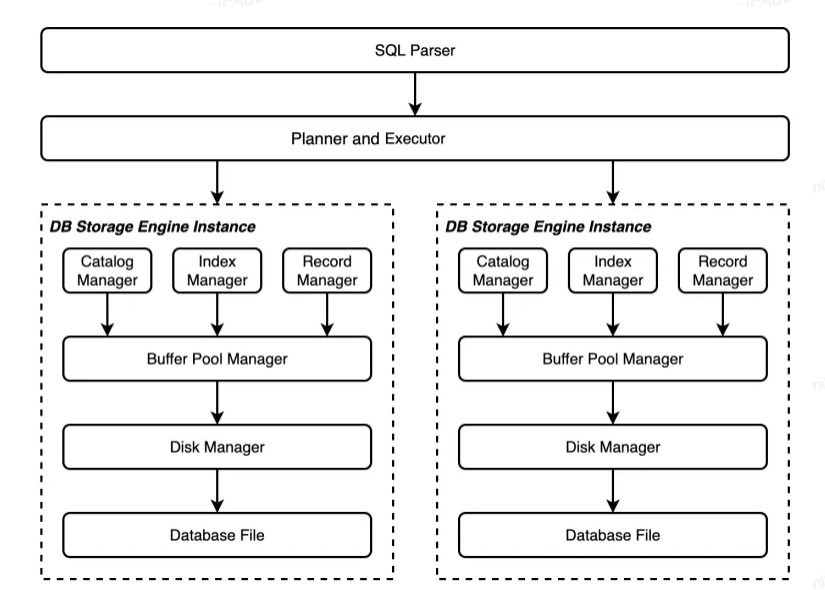 SQL Parser
Planner and Executor
DB Storage Engine Instance
Catalog
Manager
Index
Manager
Record
Manager
Buffer Pool Manager
Disk Manager
Database File
DB Storage Engine Instance
Catalog
Manager
Index
Manager
Record
Manager
Buffer Pool Manager
Disk Manager
Database File